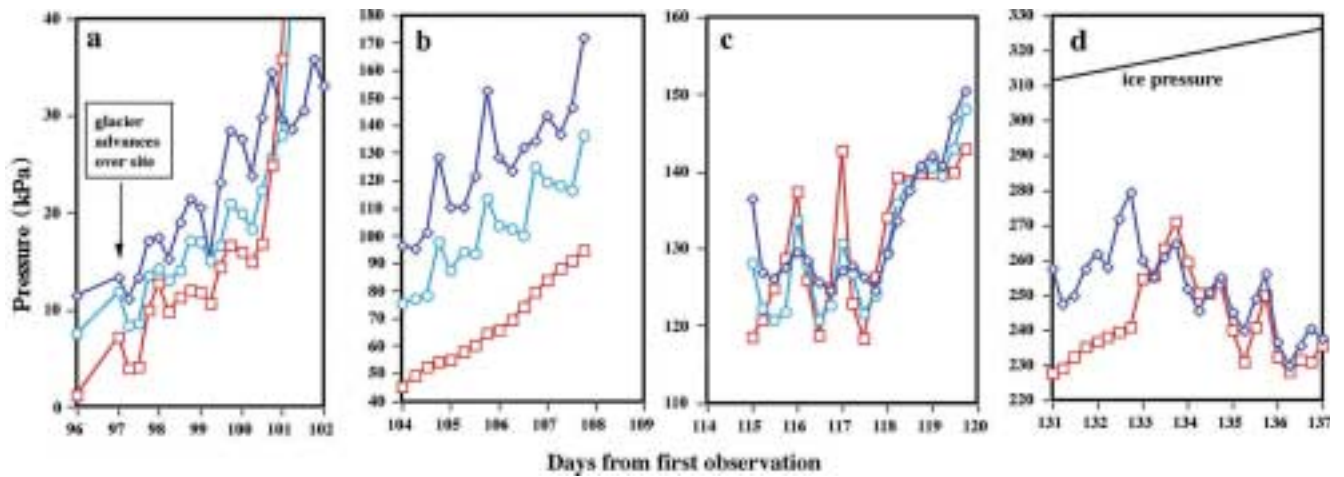 Pressure (kPa)
a
40
30
20
10
0
glacier
advances
over site
96 97 98 99 100 101 102
b
180
170
160
150
140
130
120
110
100
90
80
70
60
50
40
104 105 106 107 108 109
c
160
150
140
130
120
110
114 115 116 117 118 119 120
d
330
320
310
300
290
280
270
260
250
240
230
220
ice pressure
131 132 133 134 135 136 137
Days from first observation